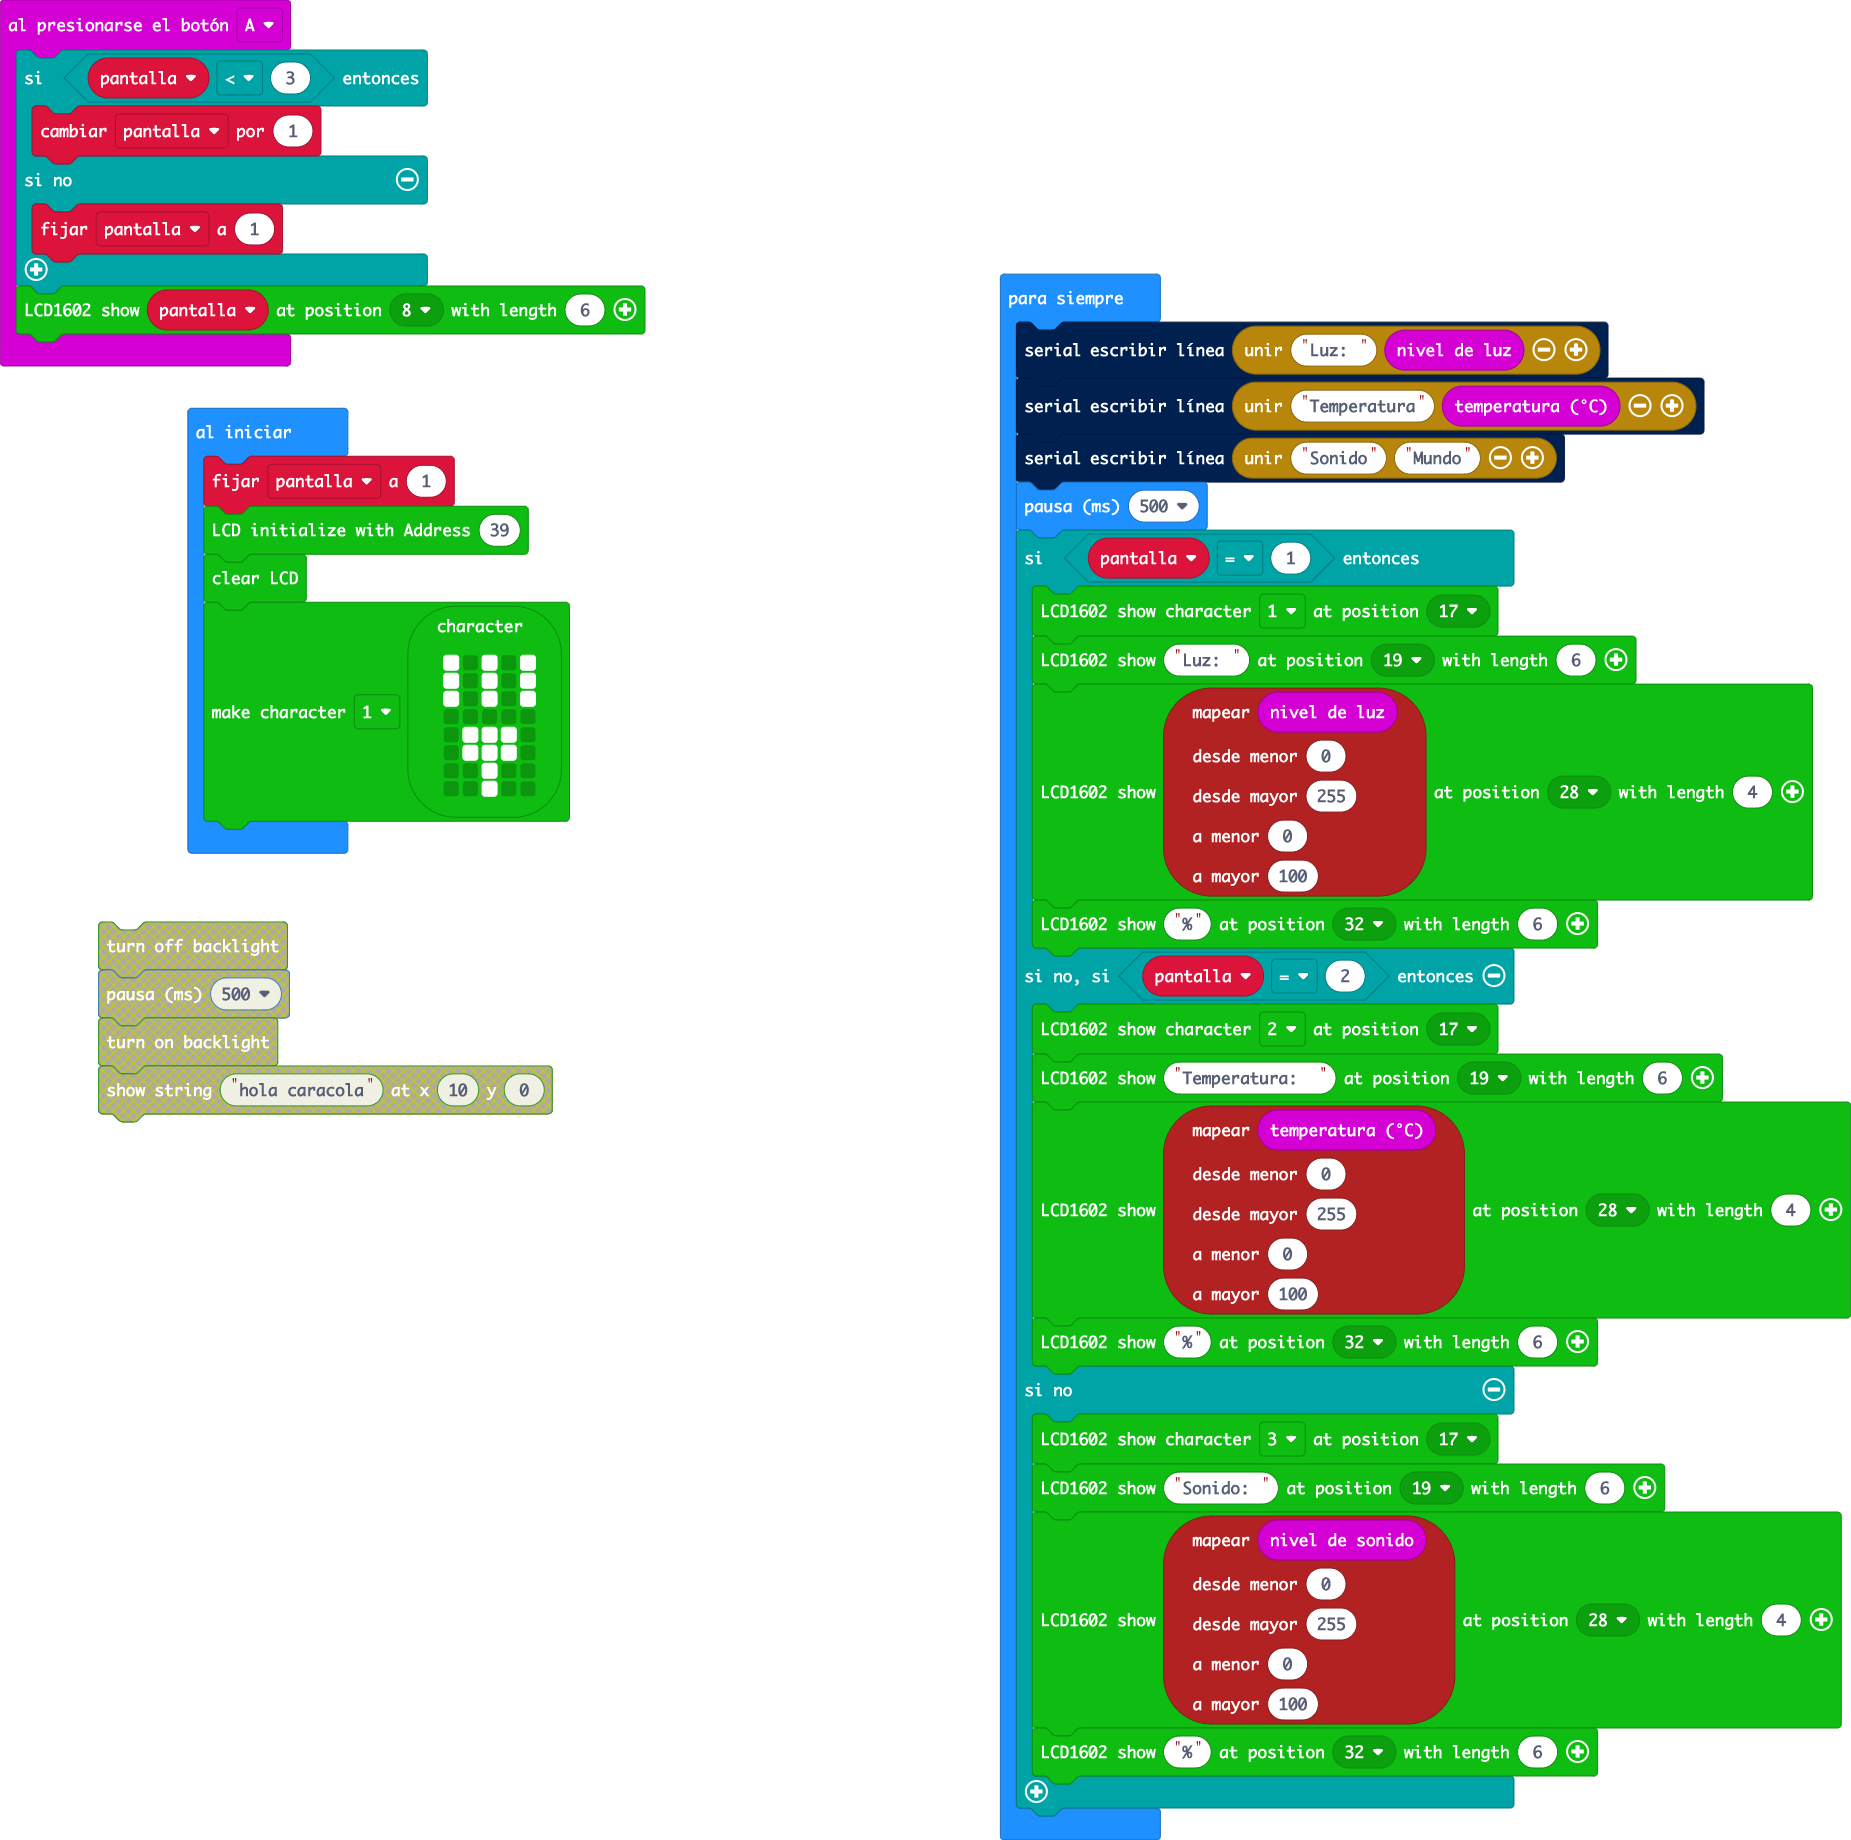 al presionarse el botón A
si pantalla < 3 entonces
cambiar pantalla por 1
si no
fijar pantalla a 1
LCD1602 show pantalla at position 8 with length 6
al iniciar
fijar pantalla a 1
LCD initialize with Address 39
clear LCD
character
make character 1
turn off backlight
pausa (ms) 500
turn on backlight
show string "hola caracola" at x 10 y 0
para siempre
serial escribir línea unir "Luz: " nivel de luz
serial escribir línea unir "Temperatura" temperatura (°C)
serial escribir línea unir "Sonido" "Mundo"
pausa (ms) 500
si pantalla = 1 entonces
LCD1602 show character 1 at position 17
LCD1602 show "Luz: " at position 19 with length 6
mapear nivel de luz
desde menor 0
LCD1602 show desde mayor 255 at position 28 with length 4
a menor 0
a mayor 100
LCD1602 show "%" at position 32 with length 6
si no, si pantalla = 2 entonces
LCD1602 show character 2 at position 17
LCD1602 show "Temperatura: " at position 19 with length 6
mapear temperatura (°C)
desde menor 0
LCD1602 show desde mayor 255 at position 28 with length 4
a menor 0
a mayor 100
LCD1602 show "%" at position 32 with length 6
si no
LCD1602 show character 3 at position 17
LCD1602 show "Sonido: " at position 19 with length 6
mapear nivel de sonido
desde menor 0
LCD1602 show desde mayor 255 at position 28 with length 4
a menor 0
a mayor 100
LCD1602 show "%" at position 32 with length 6